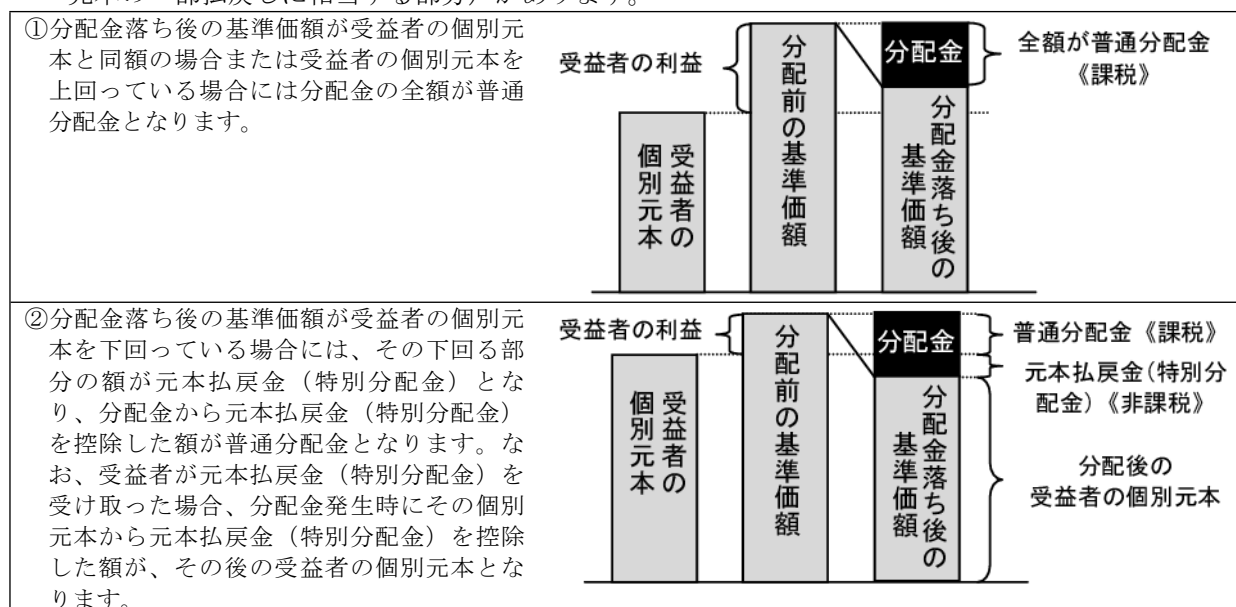 元本の一部払戻しに相当する部分）があります。
①分配金落ち後の基準価額が受益者の個別元
本と同額の場合または受益者の個別元本を
上回っている場合には分配金の全額が普通
分配金となります。
受益者の利益
受益者の
個別元本
分配前の基準価額
分配金
分配金落ち後の
基準価額
全額が普通分配金
《課税》
②分配金落ち後の基準価額が受益者の個別元
本を下回っている場合には、その下回る部
分の額が元本払戻金（特別分配金）とな
り、分配金から元本払戻金（特別分配金）
を控除した額が普通分配金となります。な
お、受益者が元本払戻金（特別分配金）を
受け取った場合、分配金発生時にその個別
元本から元本払戻金（特別分配金）を控除
した額が、その後の受益者の個別元本とな
ります。
受益者の利益
受益者の
個別元本
分配前の基準価額
分配金
分配金落ち後の
基準価額
普通分配金《課税》
元本払戻金(特別分
配金)《非課税》
分配後の
受益者の個別元本